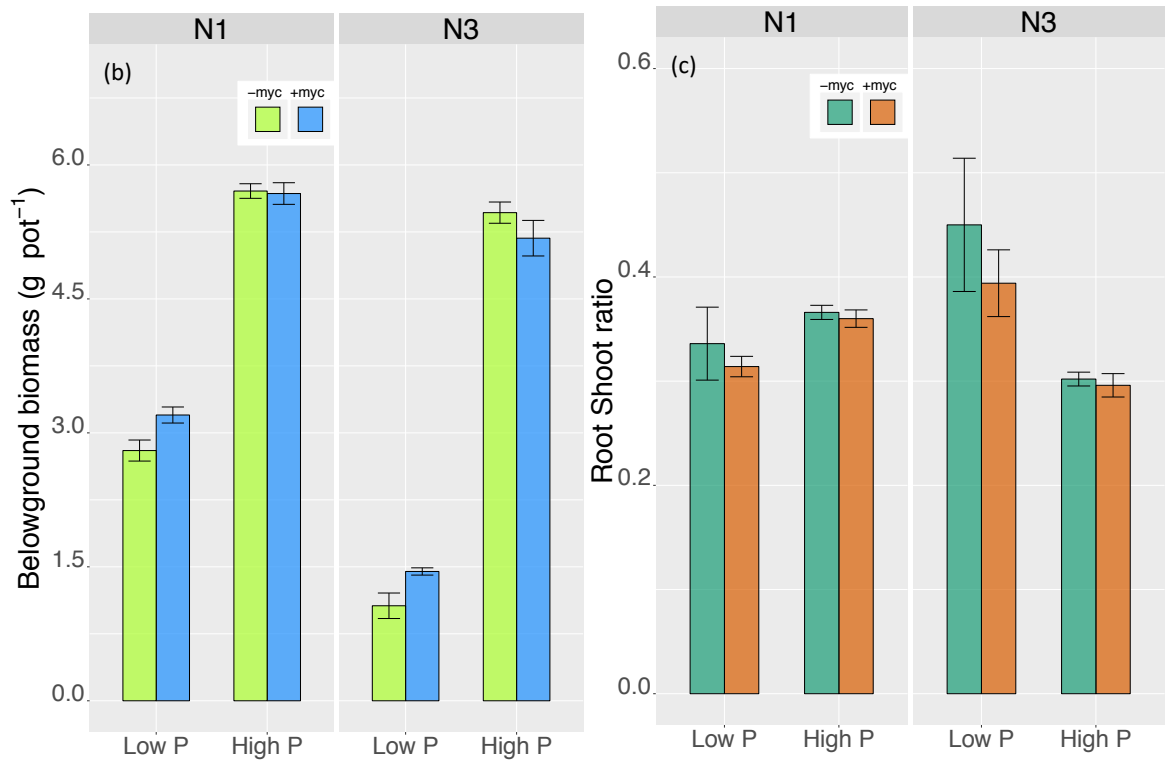 N1 N3
(b)
−myc +myc
Belowground biomass (g pot⁻¹)
6.0
4.5
3.0
1.5
0.0
Low P High P Low P High P
N1 N3
(c)
−myc +myc
Root Shoot ratio
0.6
0.4
0.2
0.0
Low P High P Low P High P